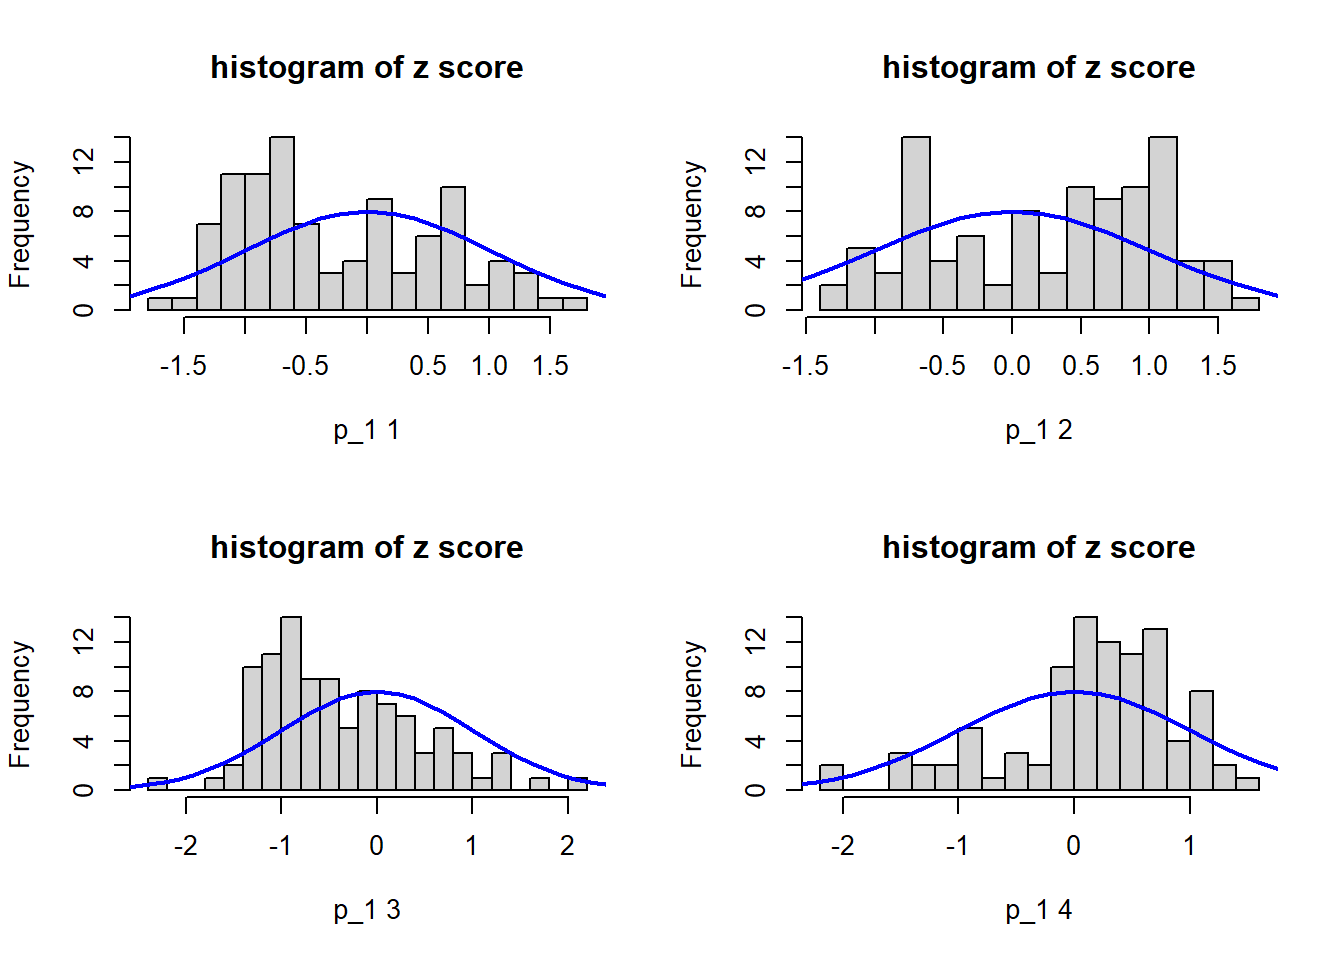 histogram of z score
Frequency
0 4 8 12
-1.5 -0.5 0.5 1.0 1.5
p_1 1
histogram of z score
Frequency
0 4 8 12
-1.5 -0.5 0.0 0.5 1.0 1.5
p_1 2
histogram of z score
Frequency
0 4 8 12
-2 -1 0 1 2
p_1 3
histogram of z score
Frequency
0 4 8 12
-2 -1 0 1
p_1 4